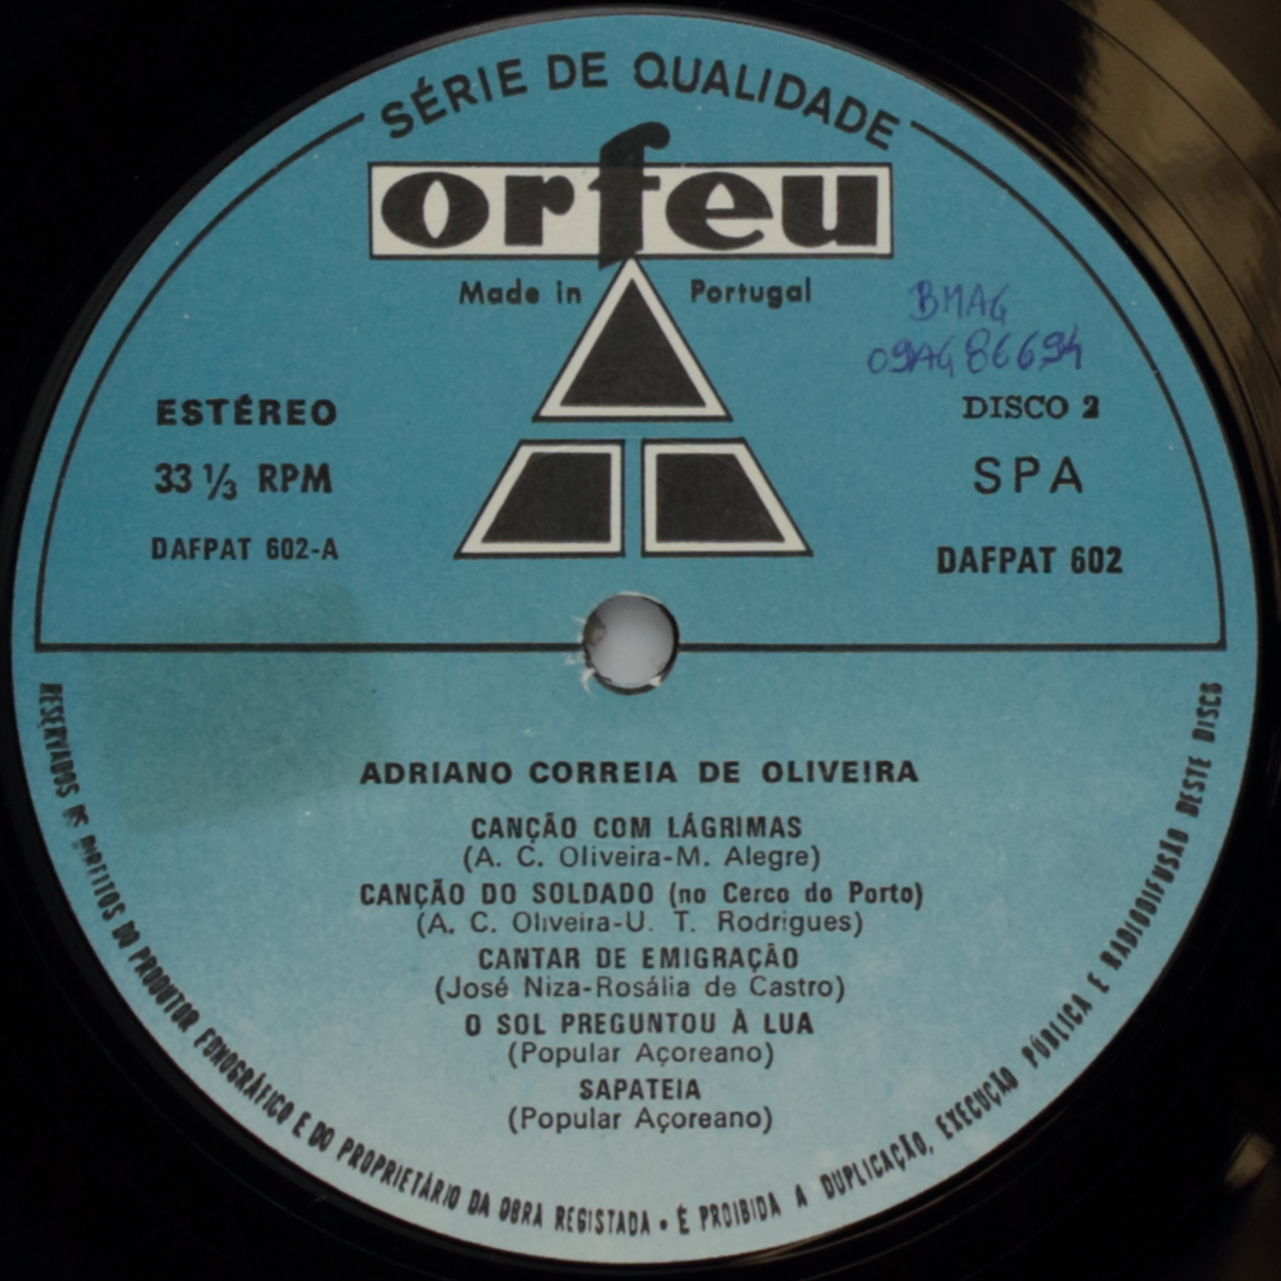 SÉRIE DE QUALIDADE
orfeu
Made in Portugal
BMAG
ESTÉREO
DISCO 2
33 ⅓ RPM
SPA
DAFPAT 602-A
DAFPAT 602
ADRIANO CORREIA DE OLIVEIRA
CANÇÃO COM LÁGRIMAS
(A. C. Oliveira-M. Alegre)
CANÇÃO DO SOLDADO (no Cerco do Porto)
(A. C. Oliveira-U. T. Rodrigues)
CANTAR DE EMIGRAÇÃO
(José Niza-Rosália de Castro)
O SOL PREGUNTOU À LUA
(Popular Açoreano)
SAPATEIA
(Popular Açoreano)
RESERVADOS OS DIREITOS DO PRODUTOR FONOGRÁFICO E DO PROPRIETÁRIO DA OBRA REGISTADA • É PROIBIDA A DUPLICAÇÃO, EXECUÇÃO PÚBLICA E RADIODIFUSÃO DESTE DISCO